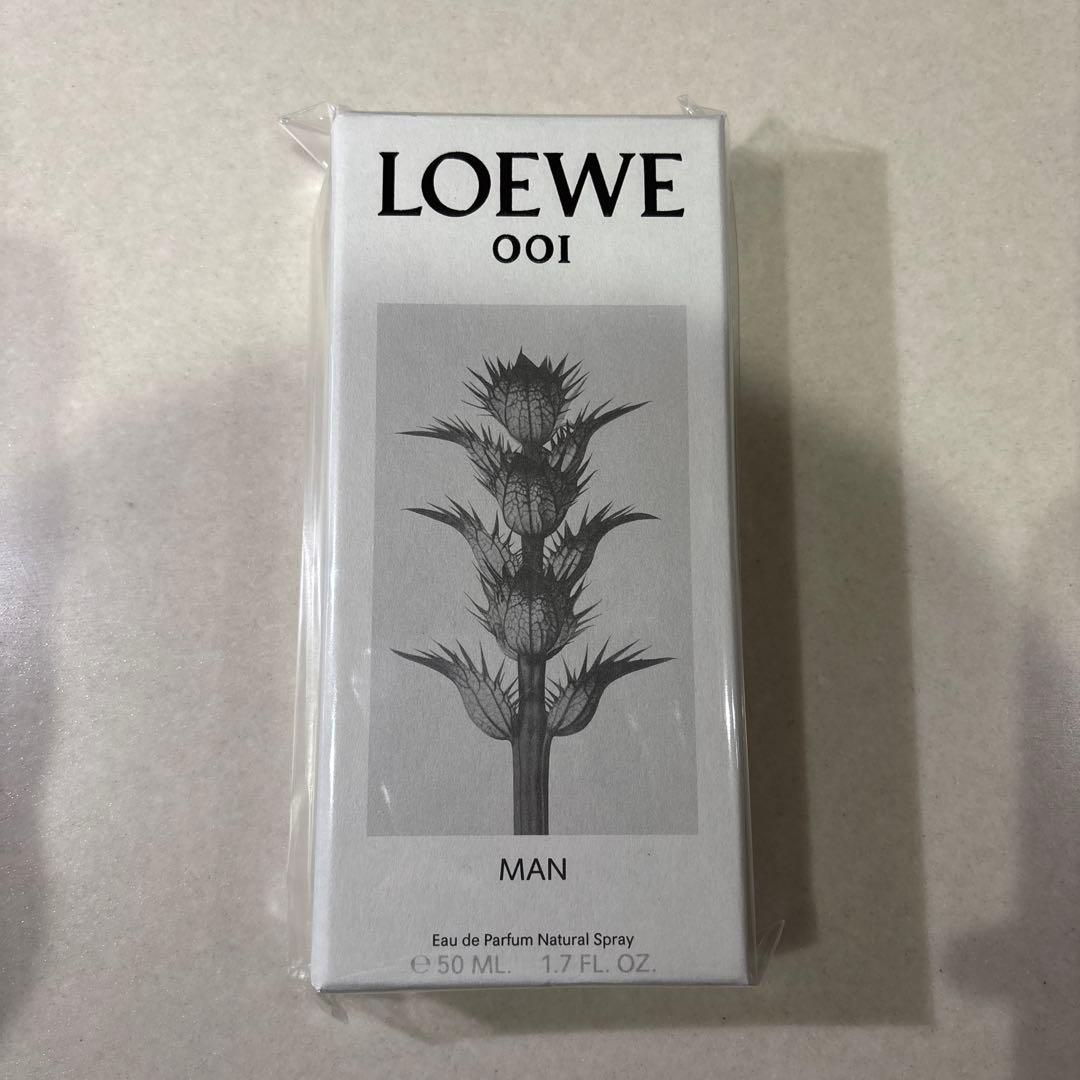 LOEWE
001
MAN
Eau de Parfum Natural Spray
℮ 50 ML. 1.7 FL. OZ.